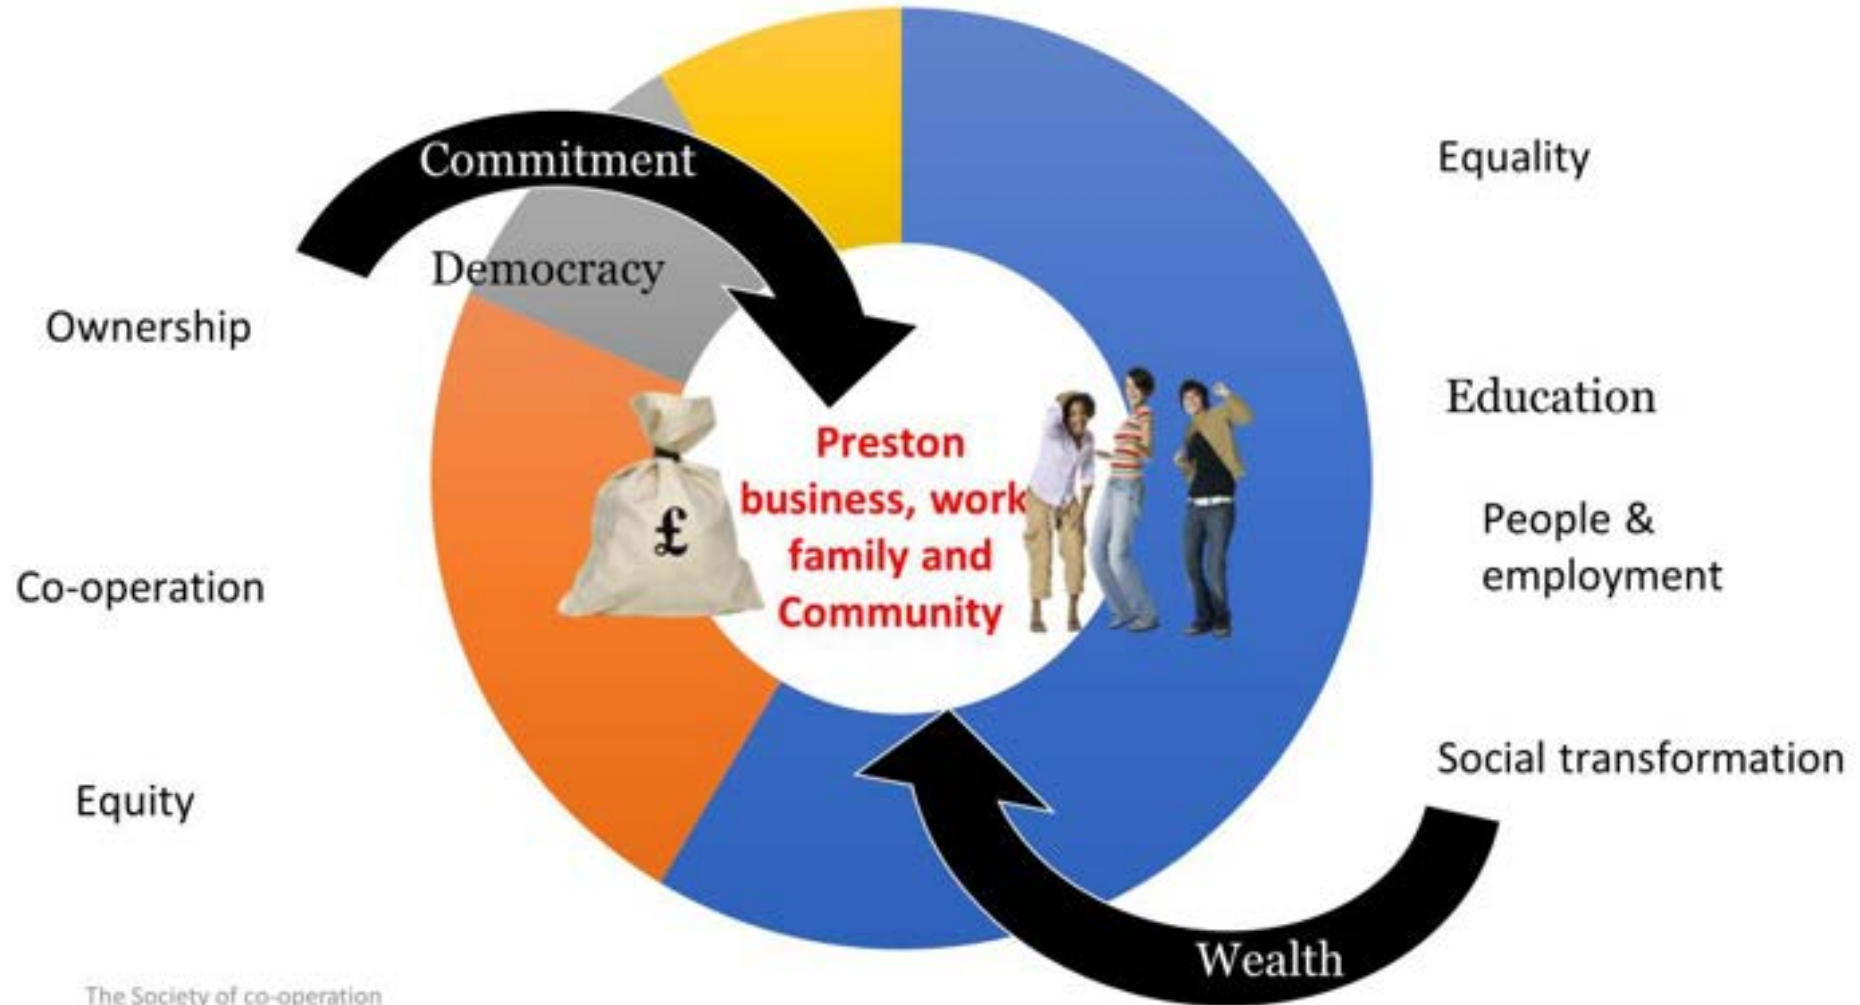 Commitment
Democracy
Ownership
Co-operation
Equity
£
Preston
business, work
family and
Community
Equality
Education
People &
employment
Social transformation
Wealth
The Society of co-operation